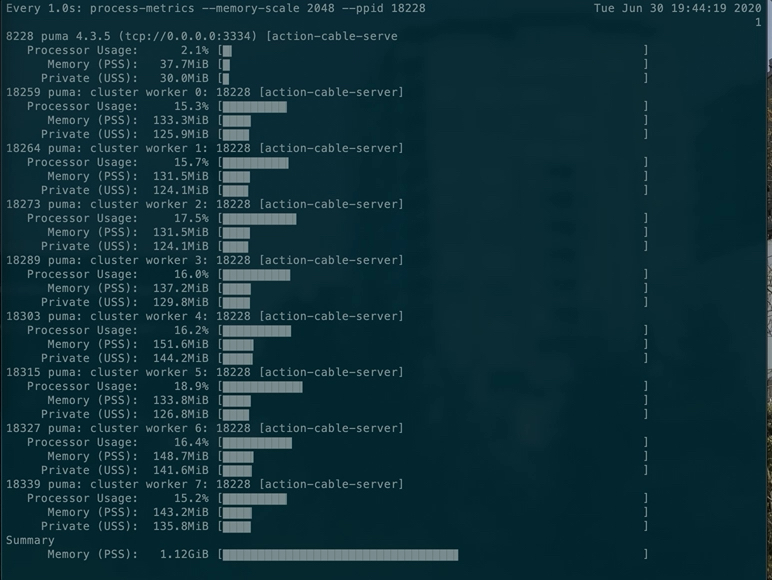 Every 1.0s: process-metrics --memory-scale 2048 --ppid 18228 Tue Jun 30 19:44:19 2020
1
8228 puma 4.3.5 (tcp://0.0.0.0:3334) [action-cable-serve
Processor Usage: 2.1% [ ]
Memory (PSS): 37.7MiB [ ]
Private (USS): 30.0MiB [ ]
18259 puma: cluster worker 0: 18228 [action-cable-server]
Processor Usage: 15.3% [ ]
Memory (PSS): 133.3MiB [ ]
Private (USS): 125.9MiB [ ]
18264 puma: cluster worker 1: 18228 [action-cable-server]
Processor Usage: 15.7% [ ]
Memory (PSS): 131.5MiB [ ]
Private (USS): 124.1MiB [ ]
18273 puma: cluster worker 2: 18228 [action-cable-server]
Processor Usage: 17.5% [ ]
Memory (PSS): 131.5MiB [ ]
Private (USS): 124.1MiB [ ]
18289 puma: cluster worker 3: 18228 [action-cable-server]
Processor Usage: 16.0% [ ]
Memory (PSS): 137.2MiB [ ]
Private (USS): 129.8MiB [ ]
18303 puma: cluster worker 4: 18228 [action-cable-server]
Processor Usage: 16.2% [ ]
Memory (PSS): 151.6MiB [ ]
Private (USS): 144.2MiB [ ]
18315 puma: cluster worker 5: 18228 [action-cable-server]
Processor Usage: 18.9% [ ]
Memory (PSS): 133.8MiB [ ]
Private (USS): 126.8MiB [ ]
18327 puma: cluster worker 6: 18228 [action-cable-server]
Processor Usage: 16.4% [ ]
Memory (PSS): 148.7MiB [ ]
Private (USS): 141.6MiB [ ]
18339 puma: cluster worker 7: 18228 [action-cable-server]
Processor Usage: 15.2% [ ]
Memory (PSS): 143.2MiB [ ]
Private (USS): 135.8MiB [ ]
Summary
Memory (PSS): 1.12GiB [ ]